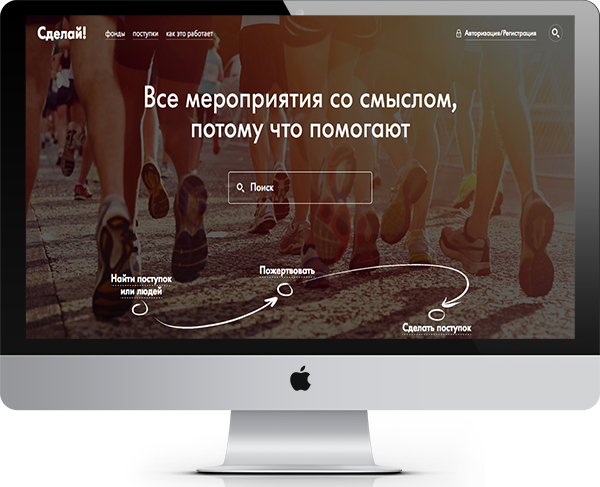 Сделай!
фонды поступки как это работает
Авторизация/Регистрация
Все мероприятия со смыслом,
потому что помогают
Поиск
Найти поступок
или людей
Пожертвовать
Сделать поступок